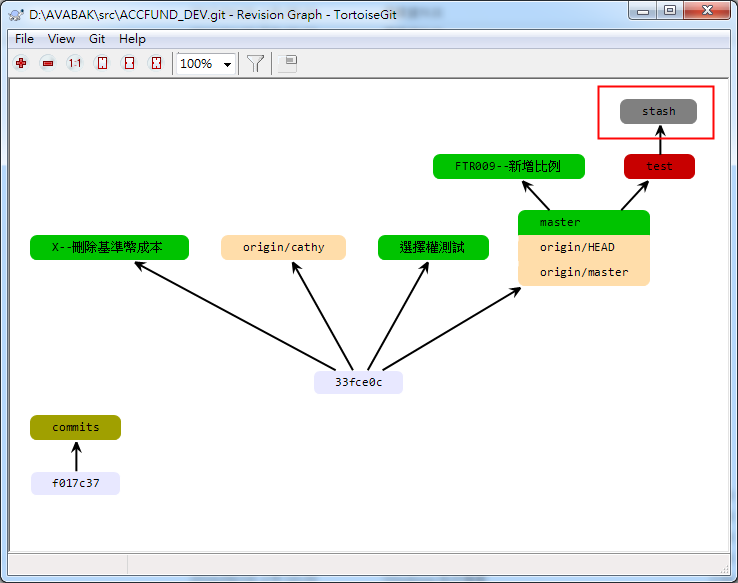 D:\AVABAK\src\ACCFUND_DEV.git - Revision Graph - TortoiseGit
File View Git Help
1:1 100%
stash
FTR009--新增比例
test
master
X--刪除基準幣成本
origin/cathy
選擇權測試
origin/HEAD
origin/master
33fce0c
commits
f017c37